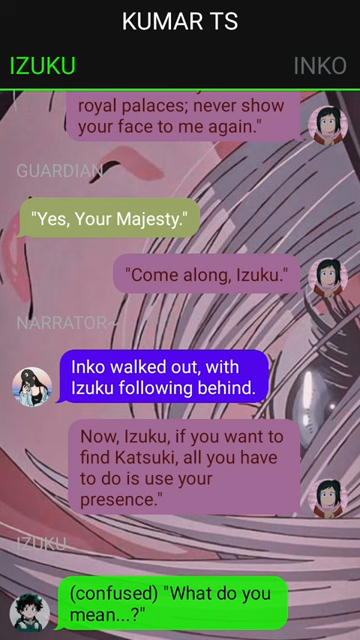 KUMAR TS
IZUKU INKO
royal palaces; never show
your face to me again."
GUARDIAN
"Yes, Your Majesty."
"Come along, Izuku."
NARRATOR~
Inko walked out, with
Izuku following behind.
Now, Izuku, if you want to
find Katsuki, all you have
to do is use your
presence."
IZUKU
(confused) "What do you
mean...?"